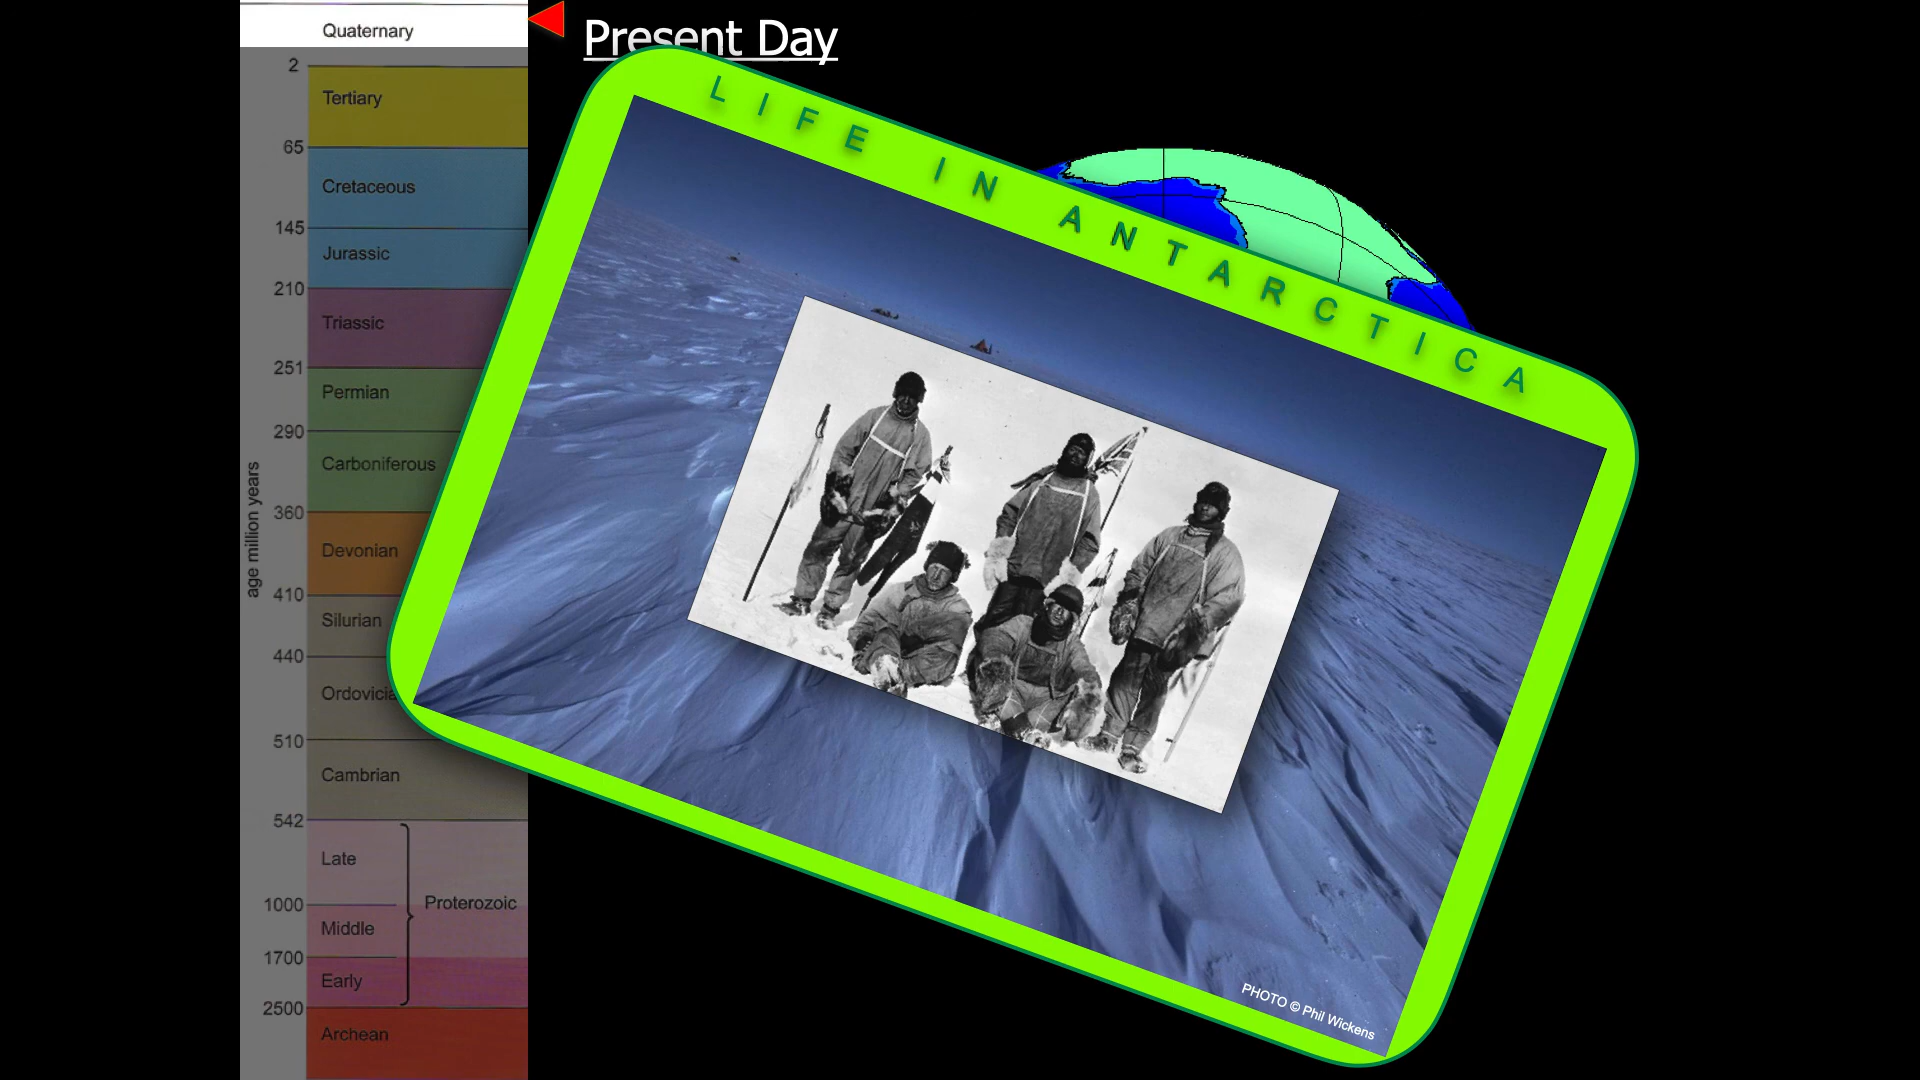 Quaternary
Present Day
2
Tertiary
65
Cretaceous
145
Jurassic
210
Triassic
251
Permian
290
Carboniferous
360
Devonian
410
Silurian
440
Ordovicia
510
Cambrian
542
Late
1000
Middle
Proterozoic
1700
Early
2500
Archean
age million years
LIFE IN ANTARCTICA
PHOTO © Phil Wickens